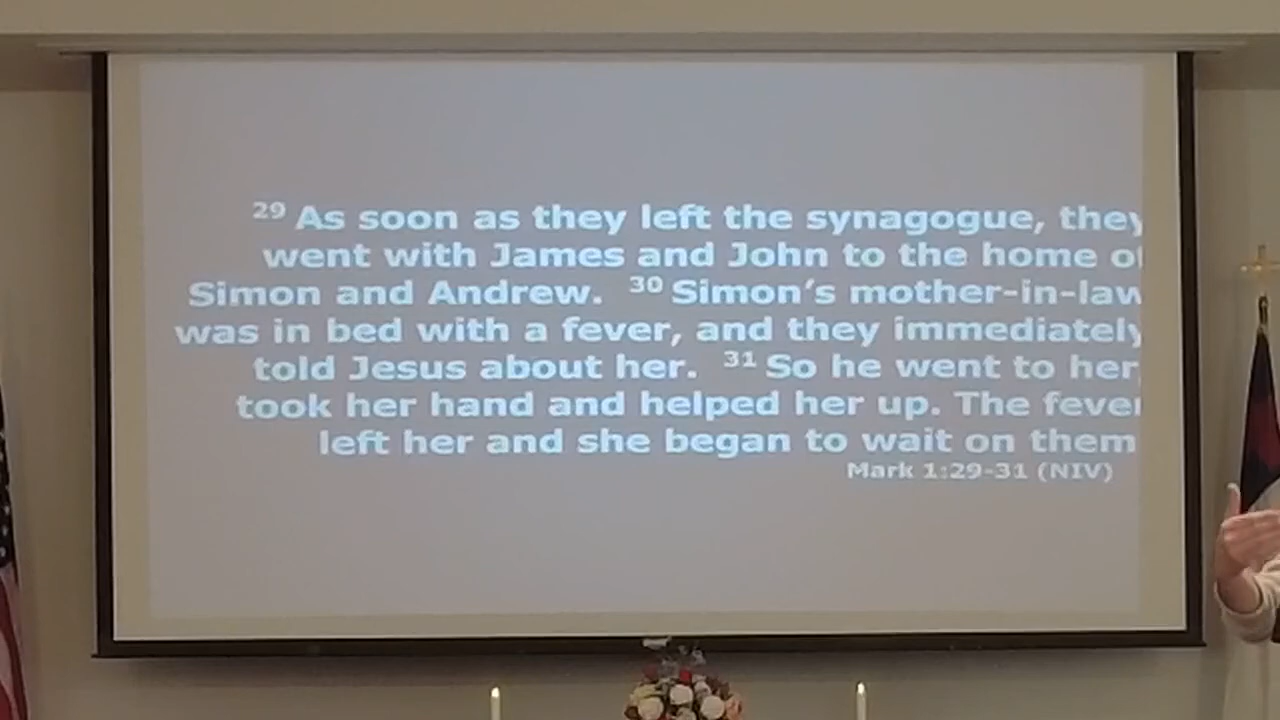 29 As soon as they left the synagogue, they
went with James and John to the home of
Simon and Andrew. 30 Simon's mother-in-law
was in bed with a fever, and they immediately
told Jesus about her. 31 So he went to her,
took her hand and helped her up. The fever
left her and she began to wait on them
Mark 1:29-31 (NIV)